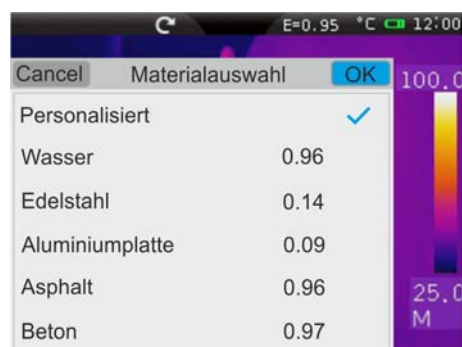 E=0.95 °C 12:00
Cancel Materialauswahl OK
100.0
Personalisiert
Wasser 0.96
Edelstahl 0.14
Aluminiumplatte 0.09
Asphalt 0.96
25.0
Beton 0.97
M